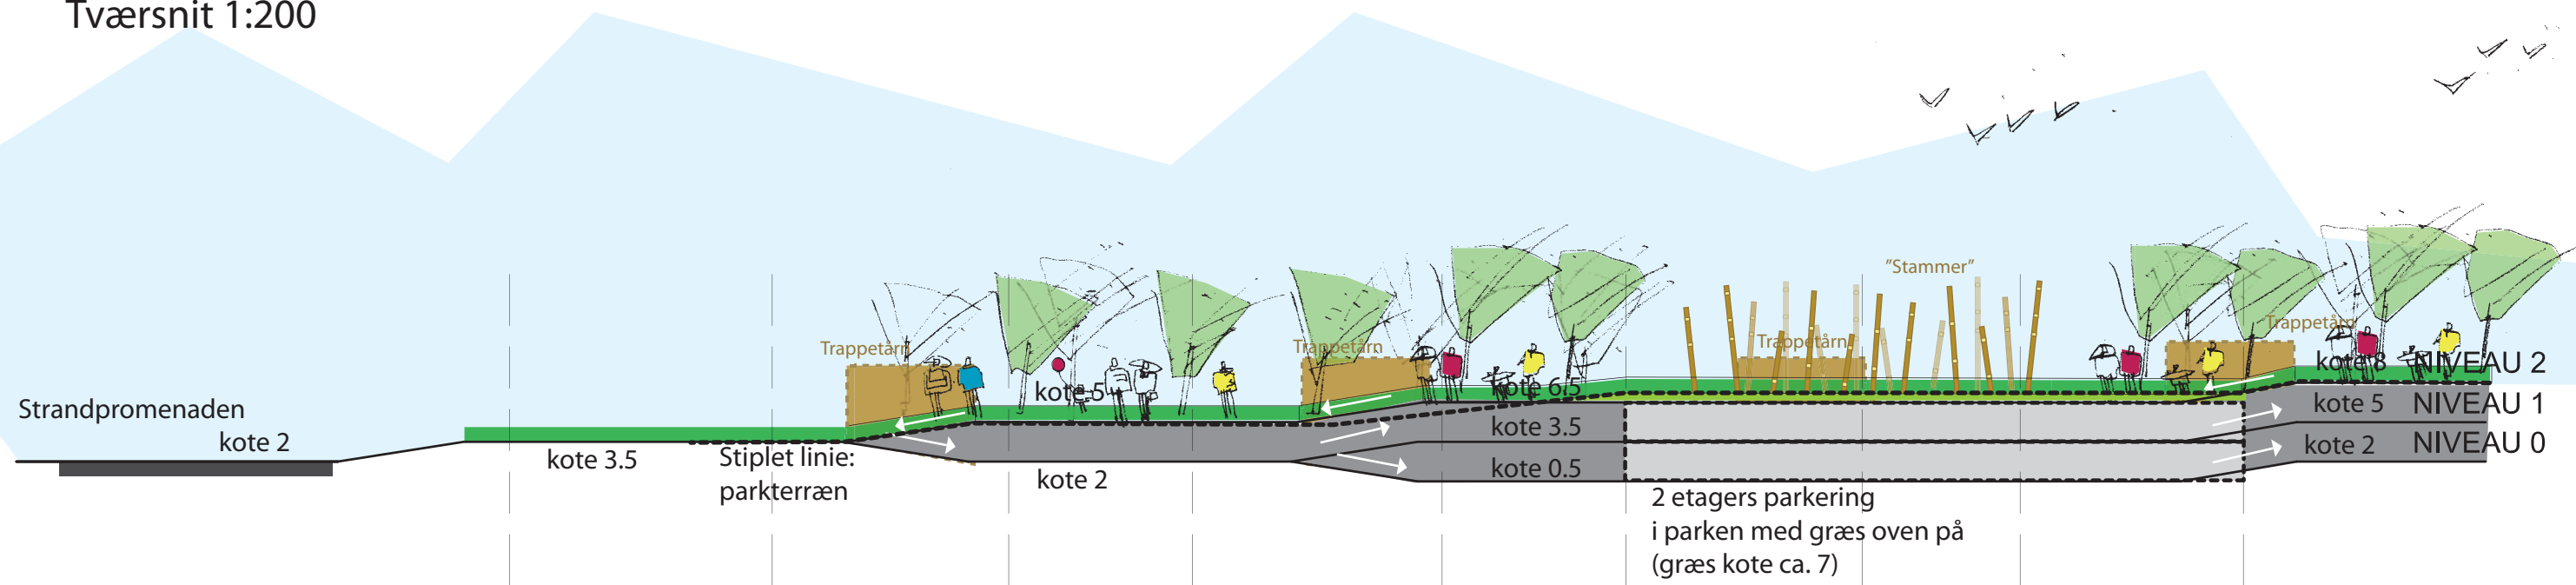 Tværsnit 1:200
"Stammer"
Trappetårn
Trappetårn
Trappetårn
Trappetårn
Strandpromenaden
kote 2
kote 3.5
Stiplet linie:
parkterræn
kote 5
kote 2
kote 6.5
kote 3.5
kote 0.5
2 etagers parkering
i parken med græs oven på
(græs kote ca. 7)
kote 8 NIVEAU 2
kote 5 NIVEAU 1
kote 2 NIVEAU 0